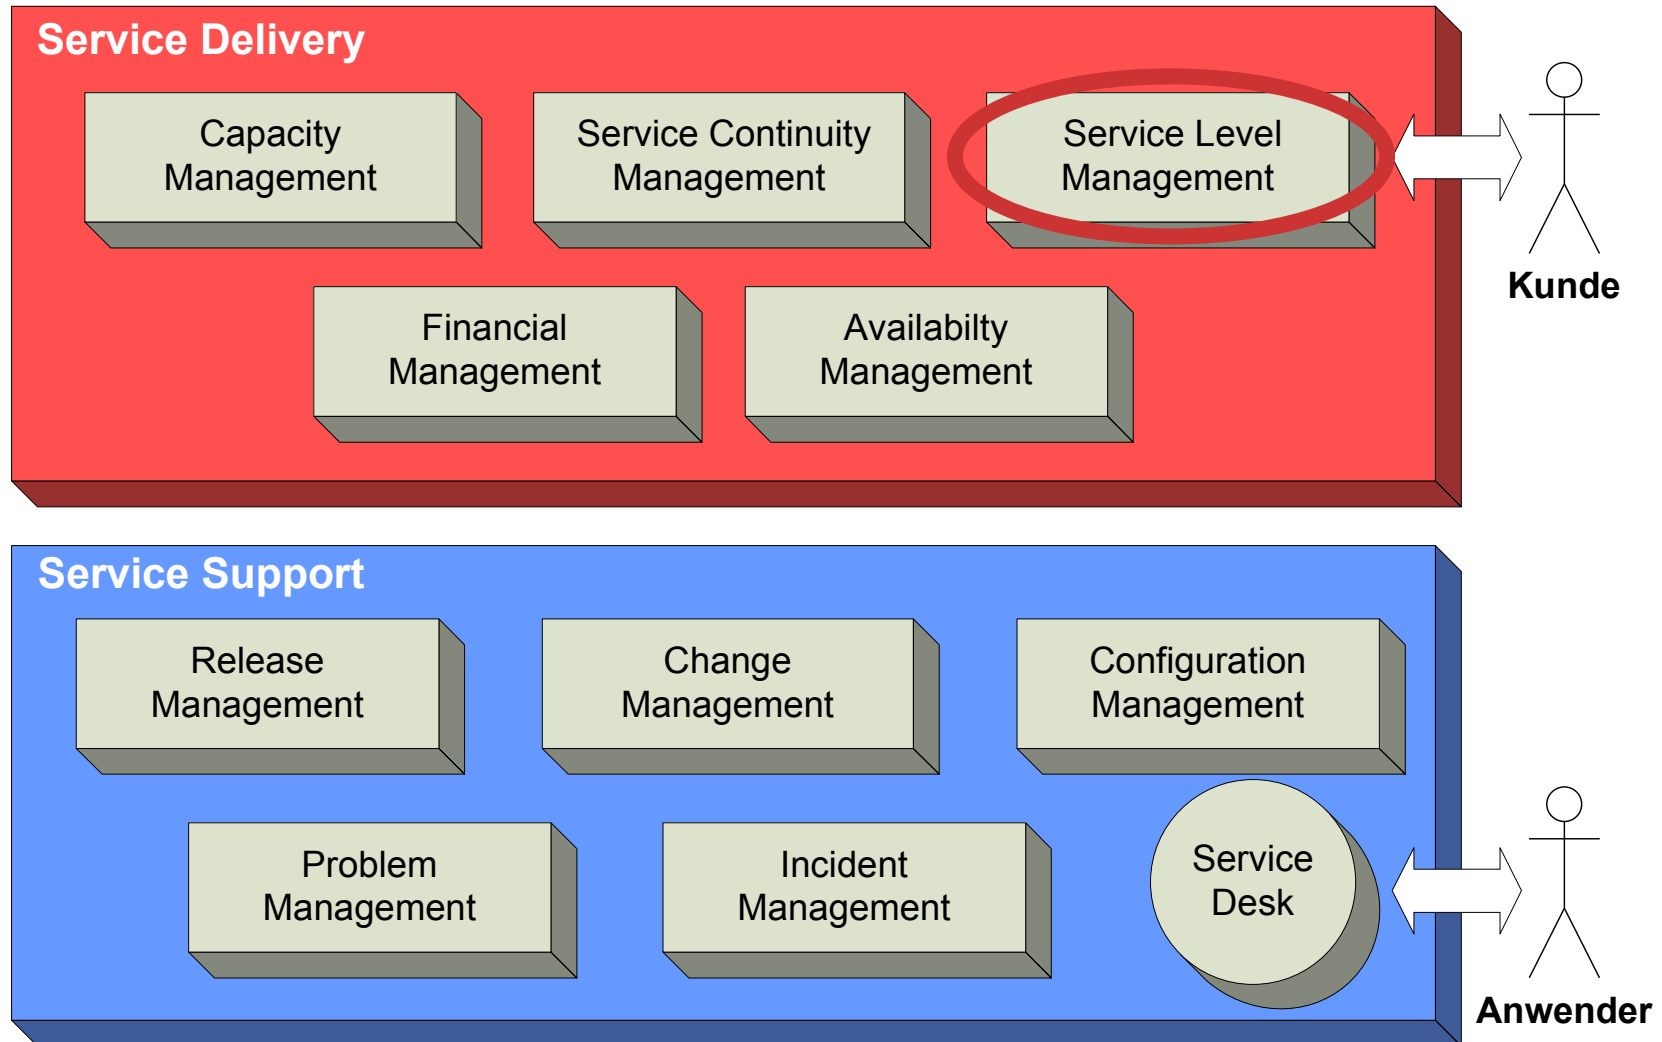 Service Delivery
Capacity
Management
Service Continuity
Management
Service Level
Management
Kunde
Financial
Management
Availabilty
Management
Service Support
Release
Management
Change
Management
Configuration
Management
Problem
Management
Incident
Management
Service
Desk
Anwender